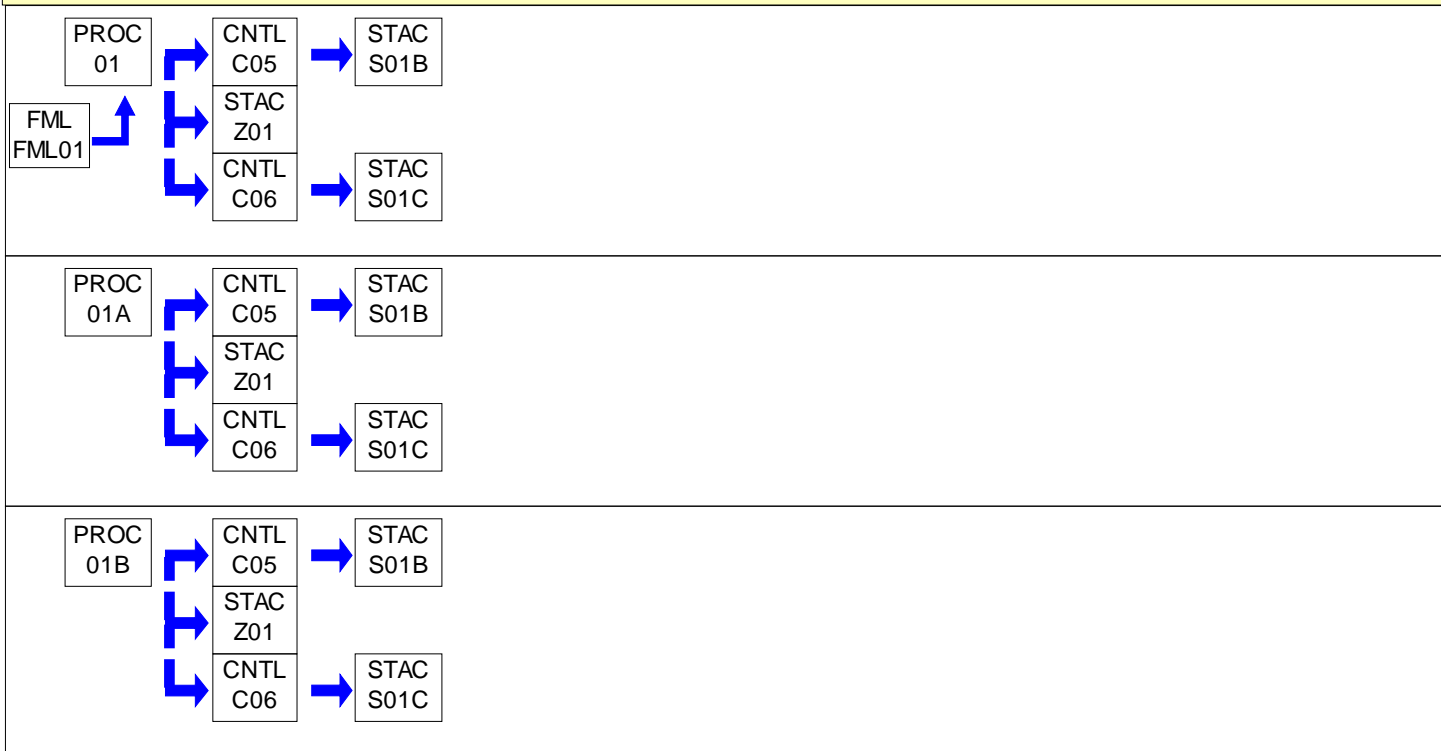 PROC
01
CNTL
C05
STAC
S01B
FML
FML01
STAC
Z01
CNTL
C06
STAC
S01C
PROC
01A
CNTL
C05
STAC
S01B
STAC
Z01
CNTL
C06
STAC
S01C
PROC
01B
CNTL
C05
STAC
S01B
STAC
Z01
CNTL
C06
STAC
S01C